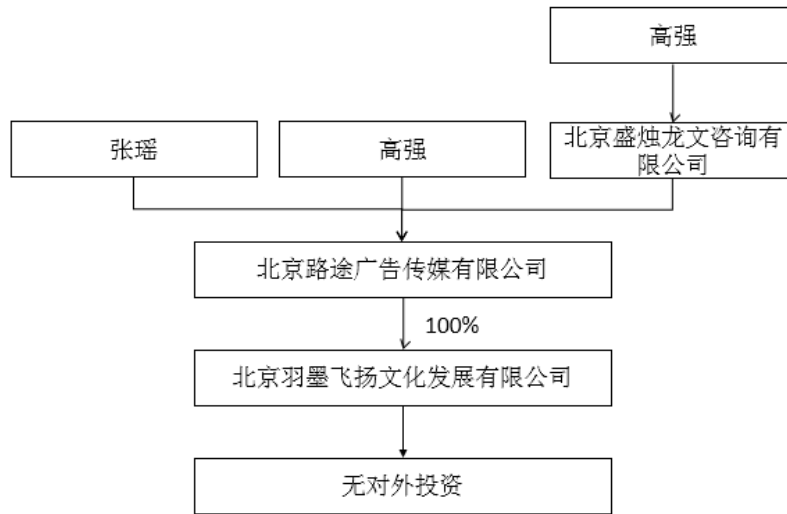 高强
张瑶
高强
北京盛烛龙文咨询有
限公司
北京路途广告传媒有限公司
100%
北京羽墨飞扬文化发展有限公司
无对外投资